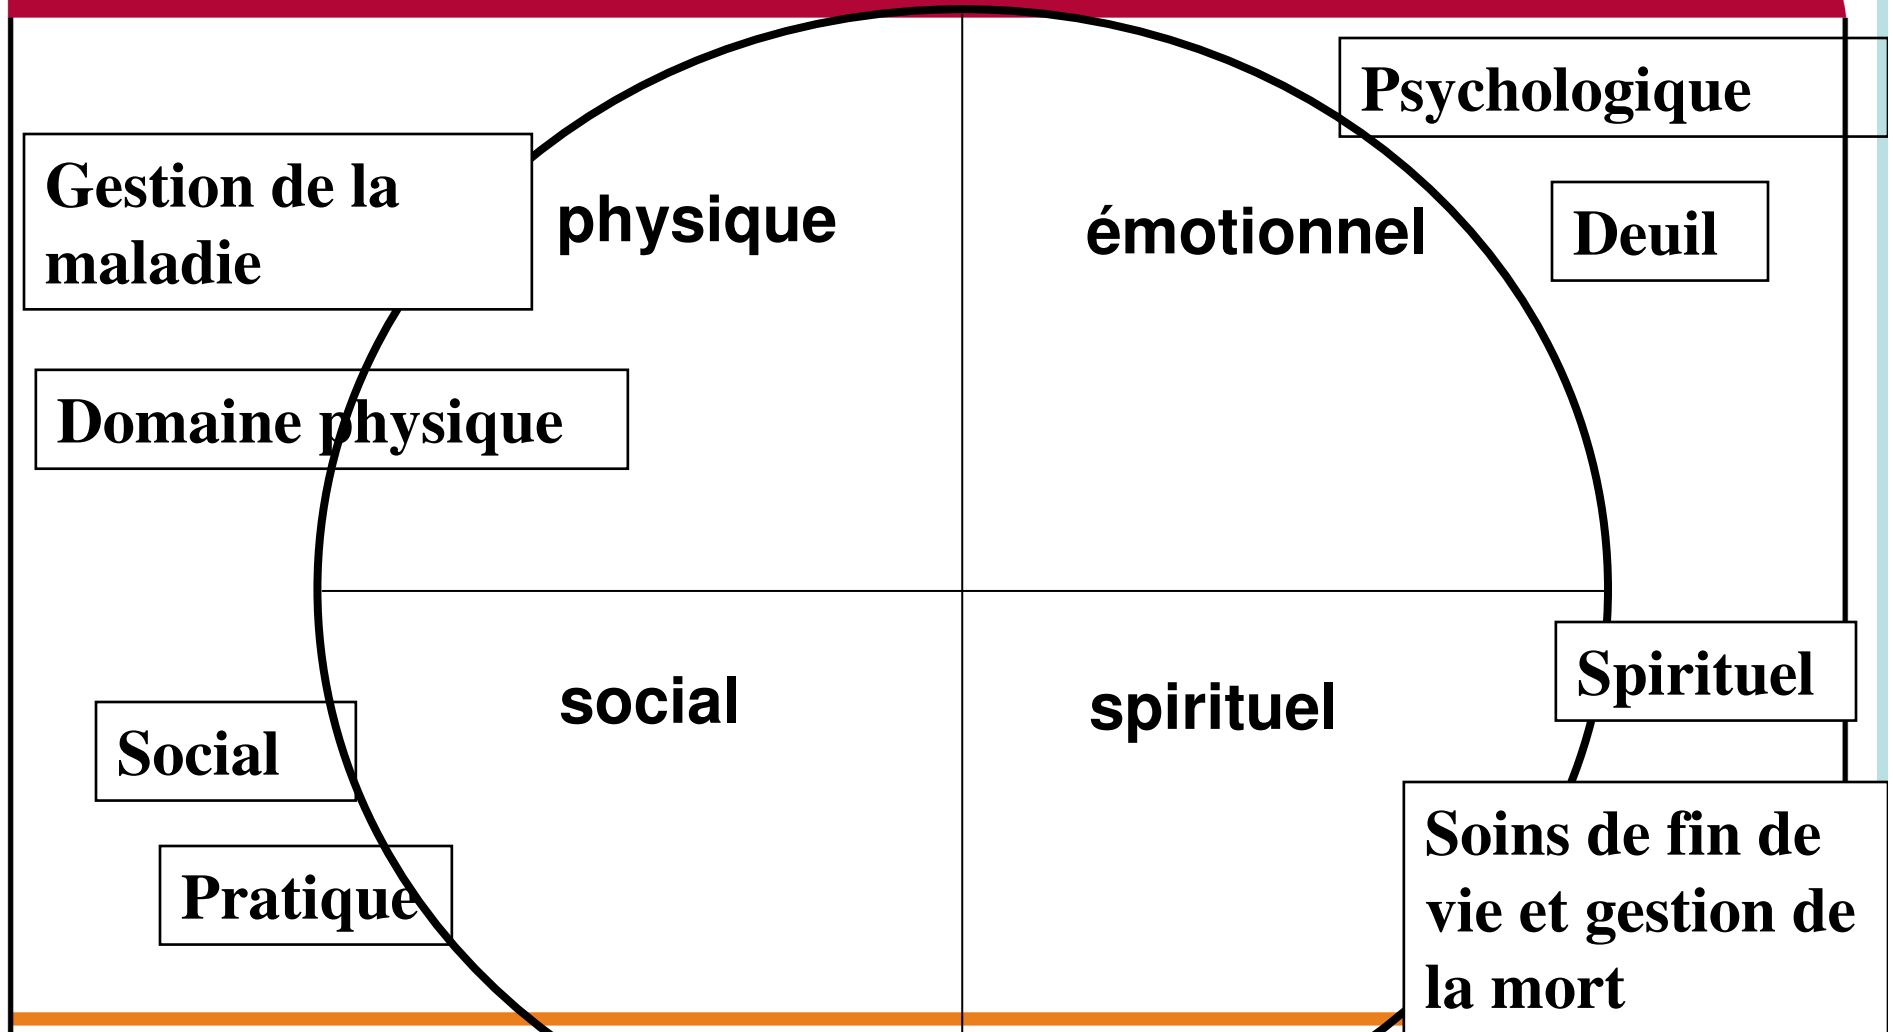 Psychologique
Gestion de la
maladie
physique
émotionnel
Deuil
Domaine physique
social
spirituel
Spirituel
Social
Pratique
Soins de fin de
vie et gestion de
la mort